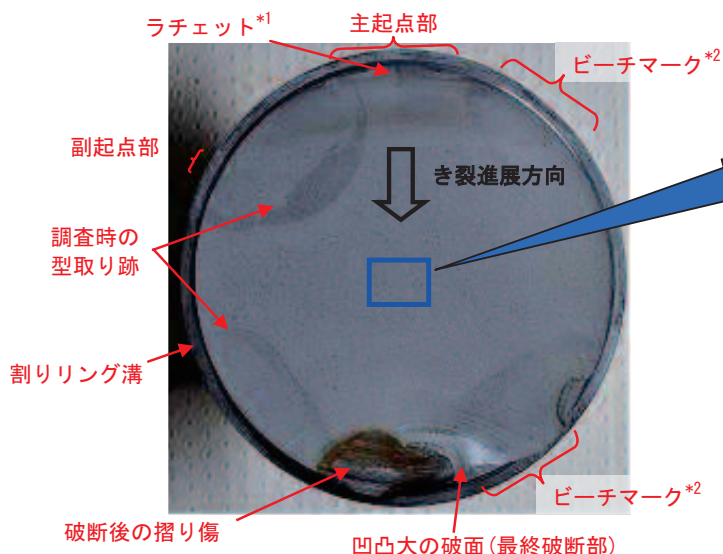 ラチェット*1
主起点部
ビーチマーク*2
副起点部
き裂進展方向
調査時の
型取り跡
割りリング溝
ビーチマーク*2
破断後の摺り傷
凹凸大の破面(最終破断部)